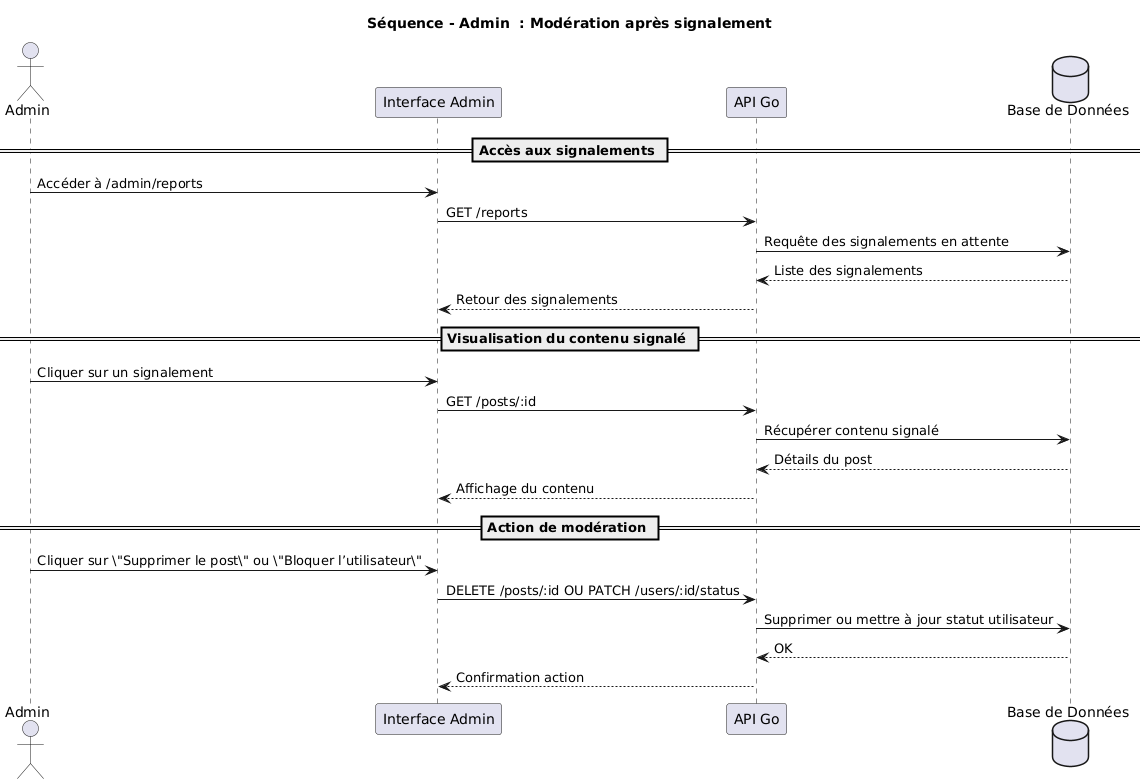 Séquence - Admin  : Modération après signalement
Admin
Interface Admin
API Go
Base de Données
Accès aux signalements
Accéder à /admin/reports
GET /reports
Requête des signalements en attente
Liste des signalements
Retour des signalements
Visualisation du contenu signalé
Cliquer sur un signalement
GET /posts/:id
Récupérer contenu signalé
Détails du post
Affichage du contenu
Action de modération
Cliquer sur \"Supprimer le post\" ou \"Bloquer l’utilisateur\"
DELETE /posts/:id OU PATCH /users/:id/status
Supprimer ou mettre à jour statut utilisateur
OK
Confirmation action
Admin
Interface Admin
API Go
Base de Données